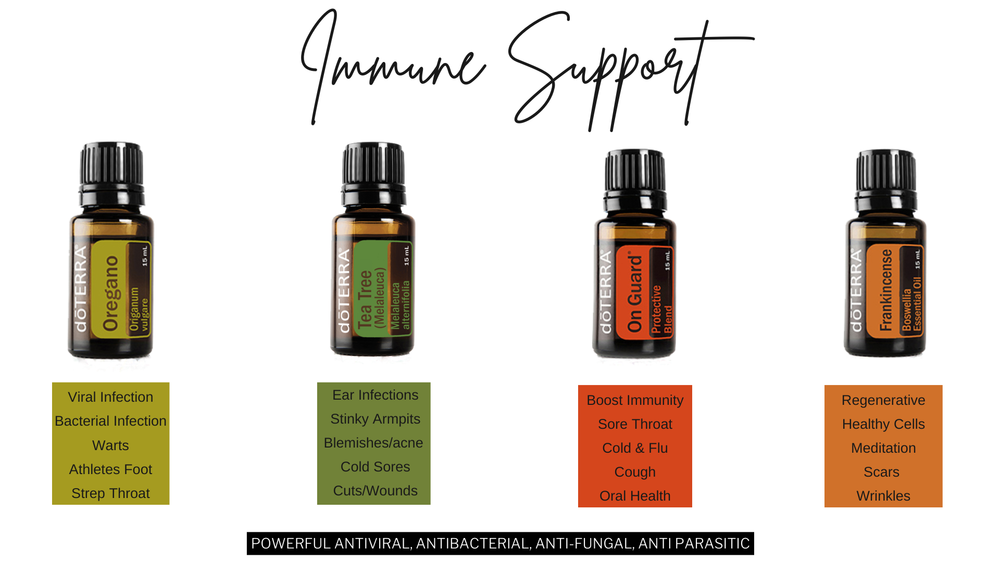 Immune Support
dōTERRA®
Oregano
Origanum
vulgare
15 mL
dōTERRA®
Tea Tree
(Melaleuca)
Melaleuca
alternifolia
15 mL
dōTERRA®
On Guard®
Protective
Blend
15 mL
dōTERRA®
Frankincense
Boswellia
Essential Oil
15 mL
Viral Infection
Bacterial Infection
Warts
Athletes Foot
Strep Throat
Ear Infections
Stinky Armpits
Blemishes/acne
Cold Sores
Cuts/Wounds
Boost Immunity
Sore Throat
Cold & Flu
Cough
Oral Health
Regenerative
Healthy Cells
Meditation
Scars
Wrinkles
POWERFUL ANTIVIRAL, ANTIBACTERIAL, ANTI-FUNGAL, ANTI PARASITIC